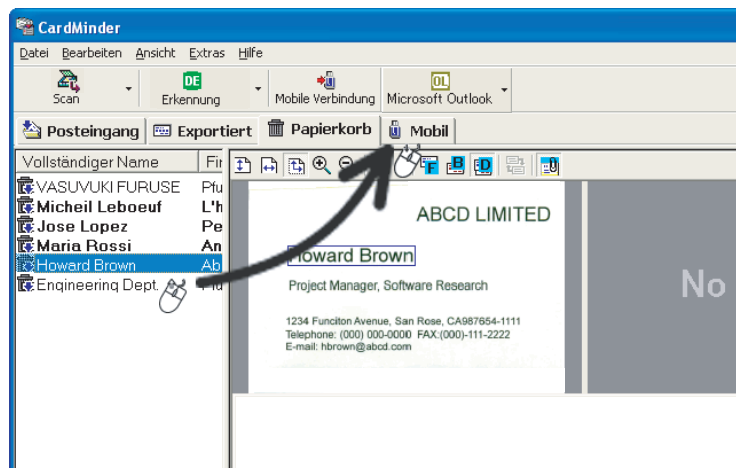 CardMinder
Datei Bearbeiten Ansicht Extras Hilfe
Scan DE Erkennung Mobile Verbindung OL Microsoft Outlook
Posteingang Exportiert Papierkorb Mobil
Vollständiger Name Fir
VASUVUKI FURUSE Pfu
Micheil Leboeuf L'h
Jose Lopez Pe
Maria Rossi An
Howard Brown Ab
Engineering Dept.
F B D
ABCD LIMITED
Howard Brown
Project Manager, Software Research
1234 Funciton Avenue, San Rose, CA987654-1111
Telephone: (000) 000-0000 FAX:(000)-111-2222
E-mail: hbrown@abcd.com
No